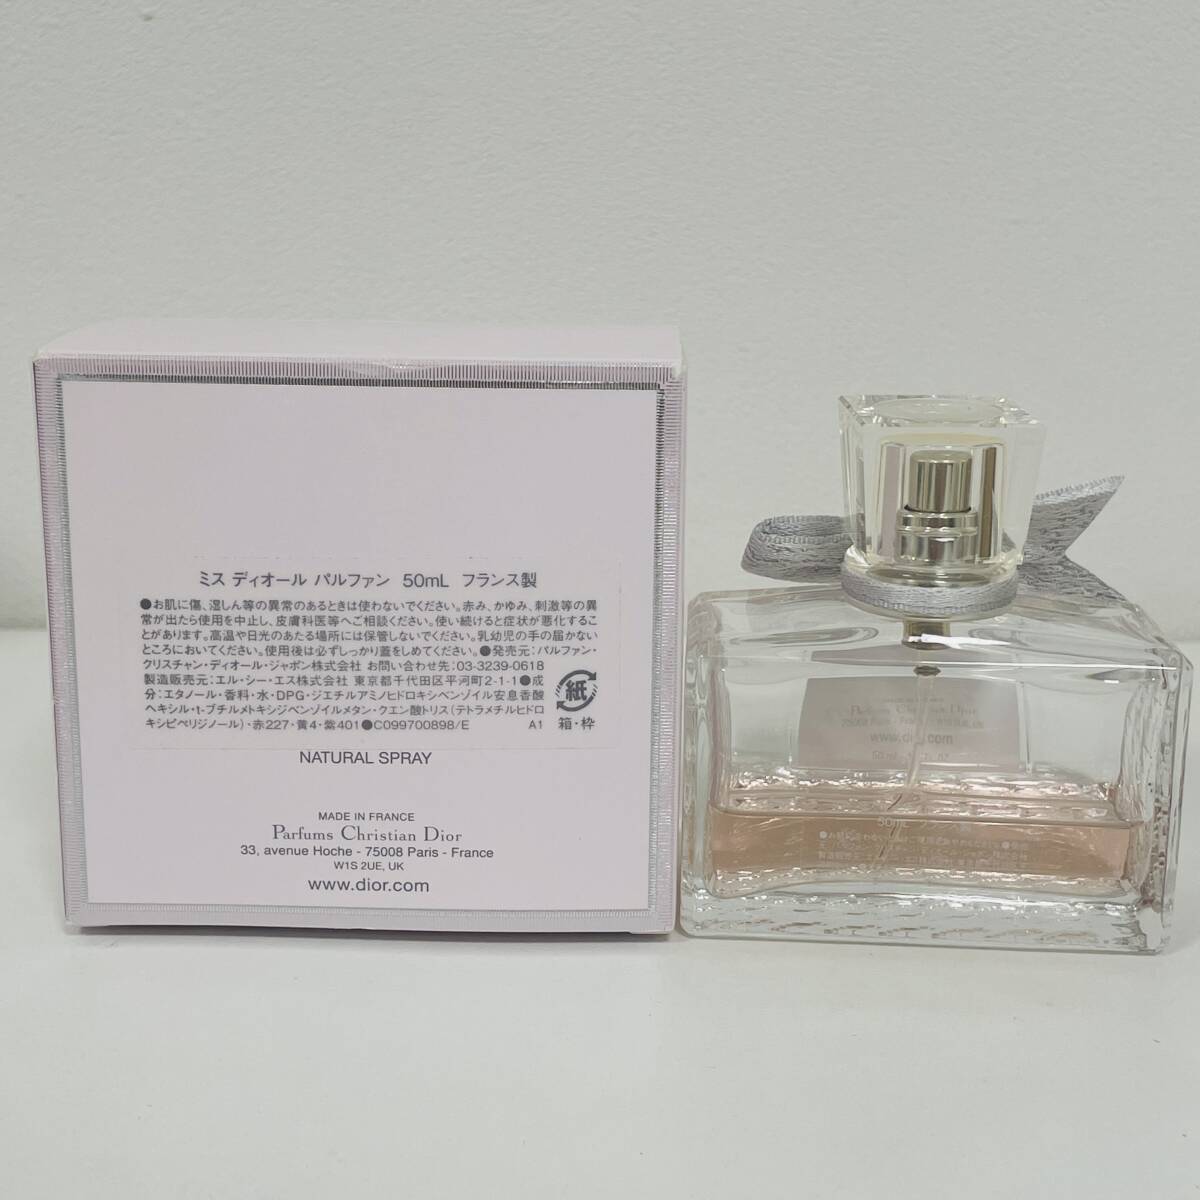 ミス ディオール パルファン 50mL フランス製
●お肌に傷、湿しん等の異常のあるときは使わないでください。赤み、かゆみ、刺激等の異
常が出たら使用を中止し、皮膚科医等へご相談ください。使い続けると症状が悪化するこ
とがあります。高温や日光のあたる場所には保管しないでください。乳幼児の手の届かない
ところにおいてください。使用後は必ずしっかり蓋をしめてください。●発売元:パルファン・
クリスチャン・ディオール・ジャポン株式会社 お問い合わせ先:03-3239-0618
製造販売元:エル・シー・エス株式会社 東京都千代田区平河町2-1-1●成
分:エタノール・香料・水・DPG・ジエチルアミノヒドロキシベンゾイル安息香酸
ヘキシル・t-ブチルメトキシジベンゾイルメタン・クエン酸トリス(テトラメチルヒドロ
キシピペリジノール)・赤227・黄4・紫401●C099700898/E A1
紙
箱・枠
NATURAL SPRAY
MADE IN FRANCE
Parfums Christian Dior
33, avenue Hoche - 75008 Paris - France
W1S 2UE, UK
www.dior.com
Parfums Christian Dior
www.dior.com
50mL